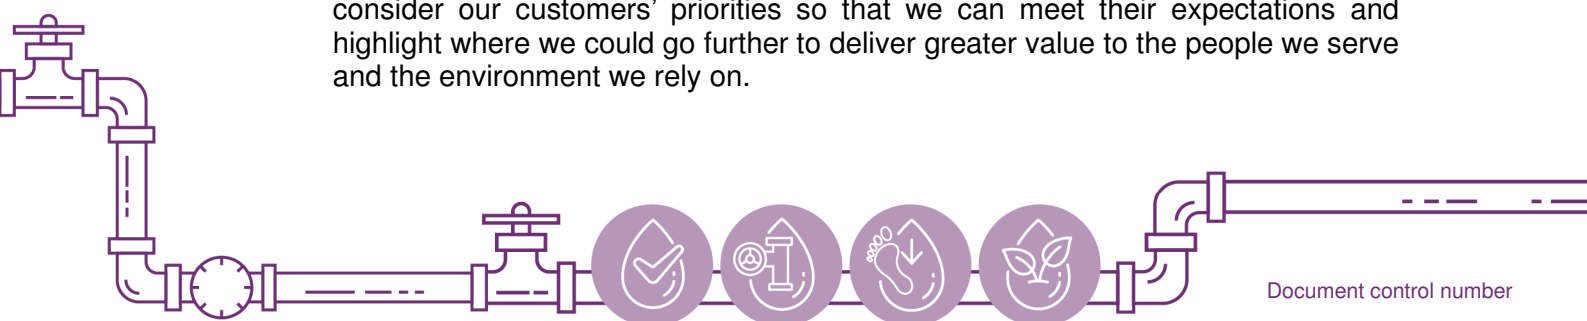 consider our customers’ priorities so that we can meet their expectations and
highlight where we could go further to deliver greater value to the people we serve
and the environment we rely on.
Document control number